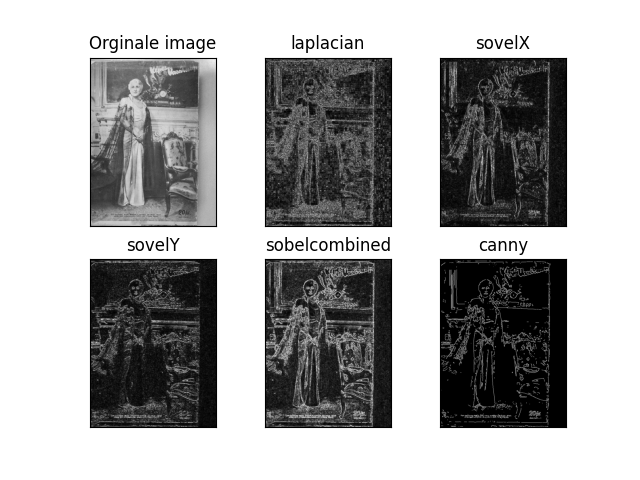 Orginale image
laplacian
sovelX
sovelY
sobelcombined
canny